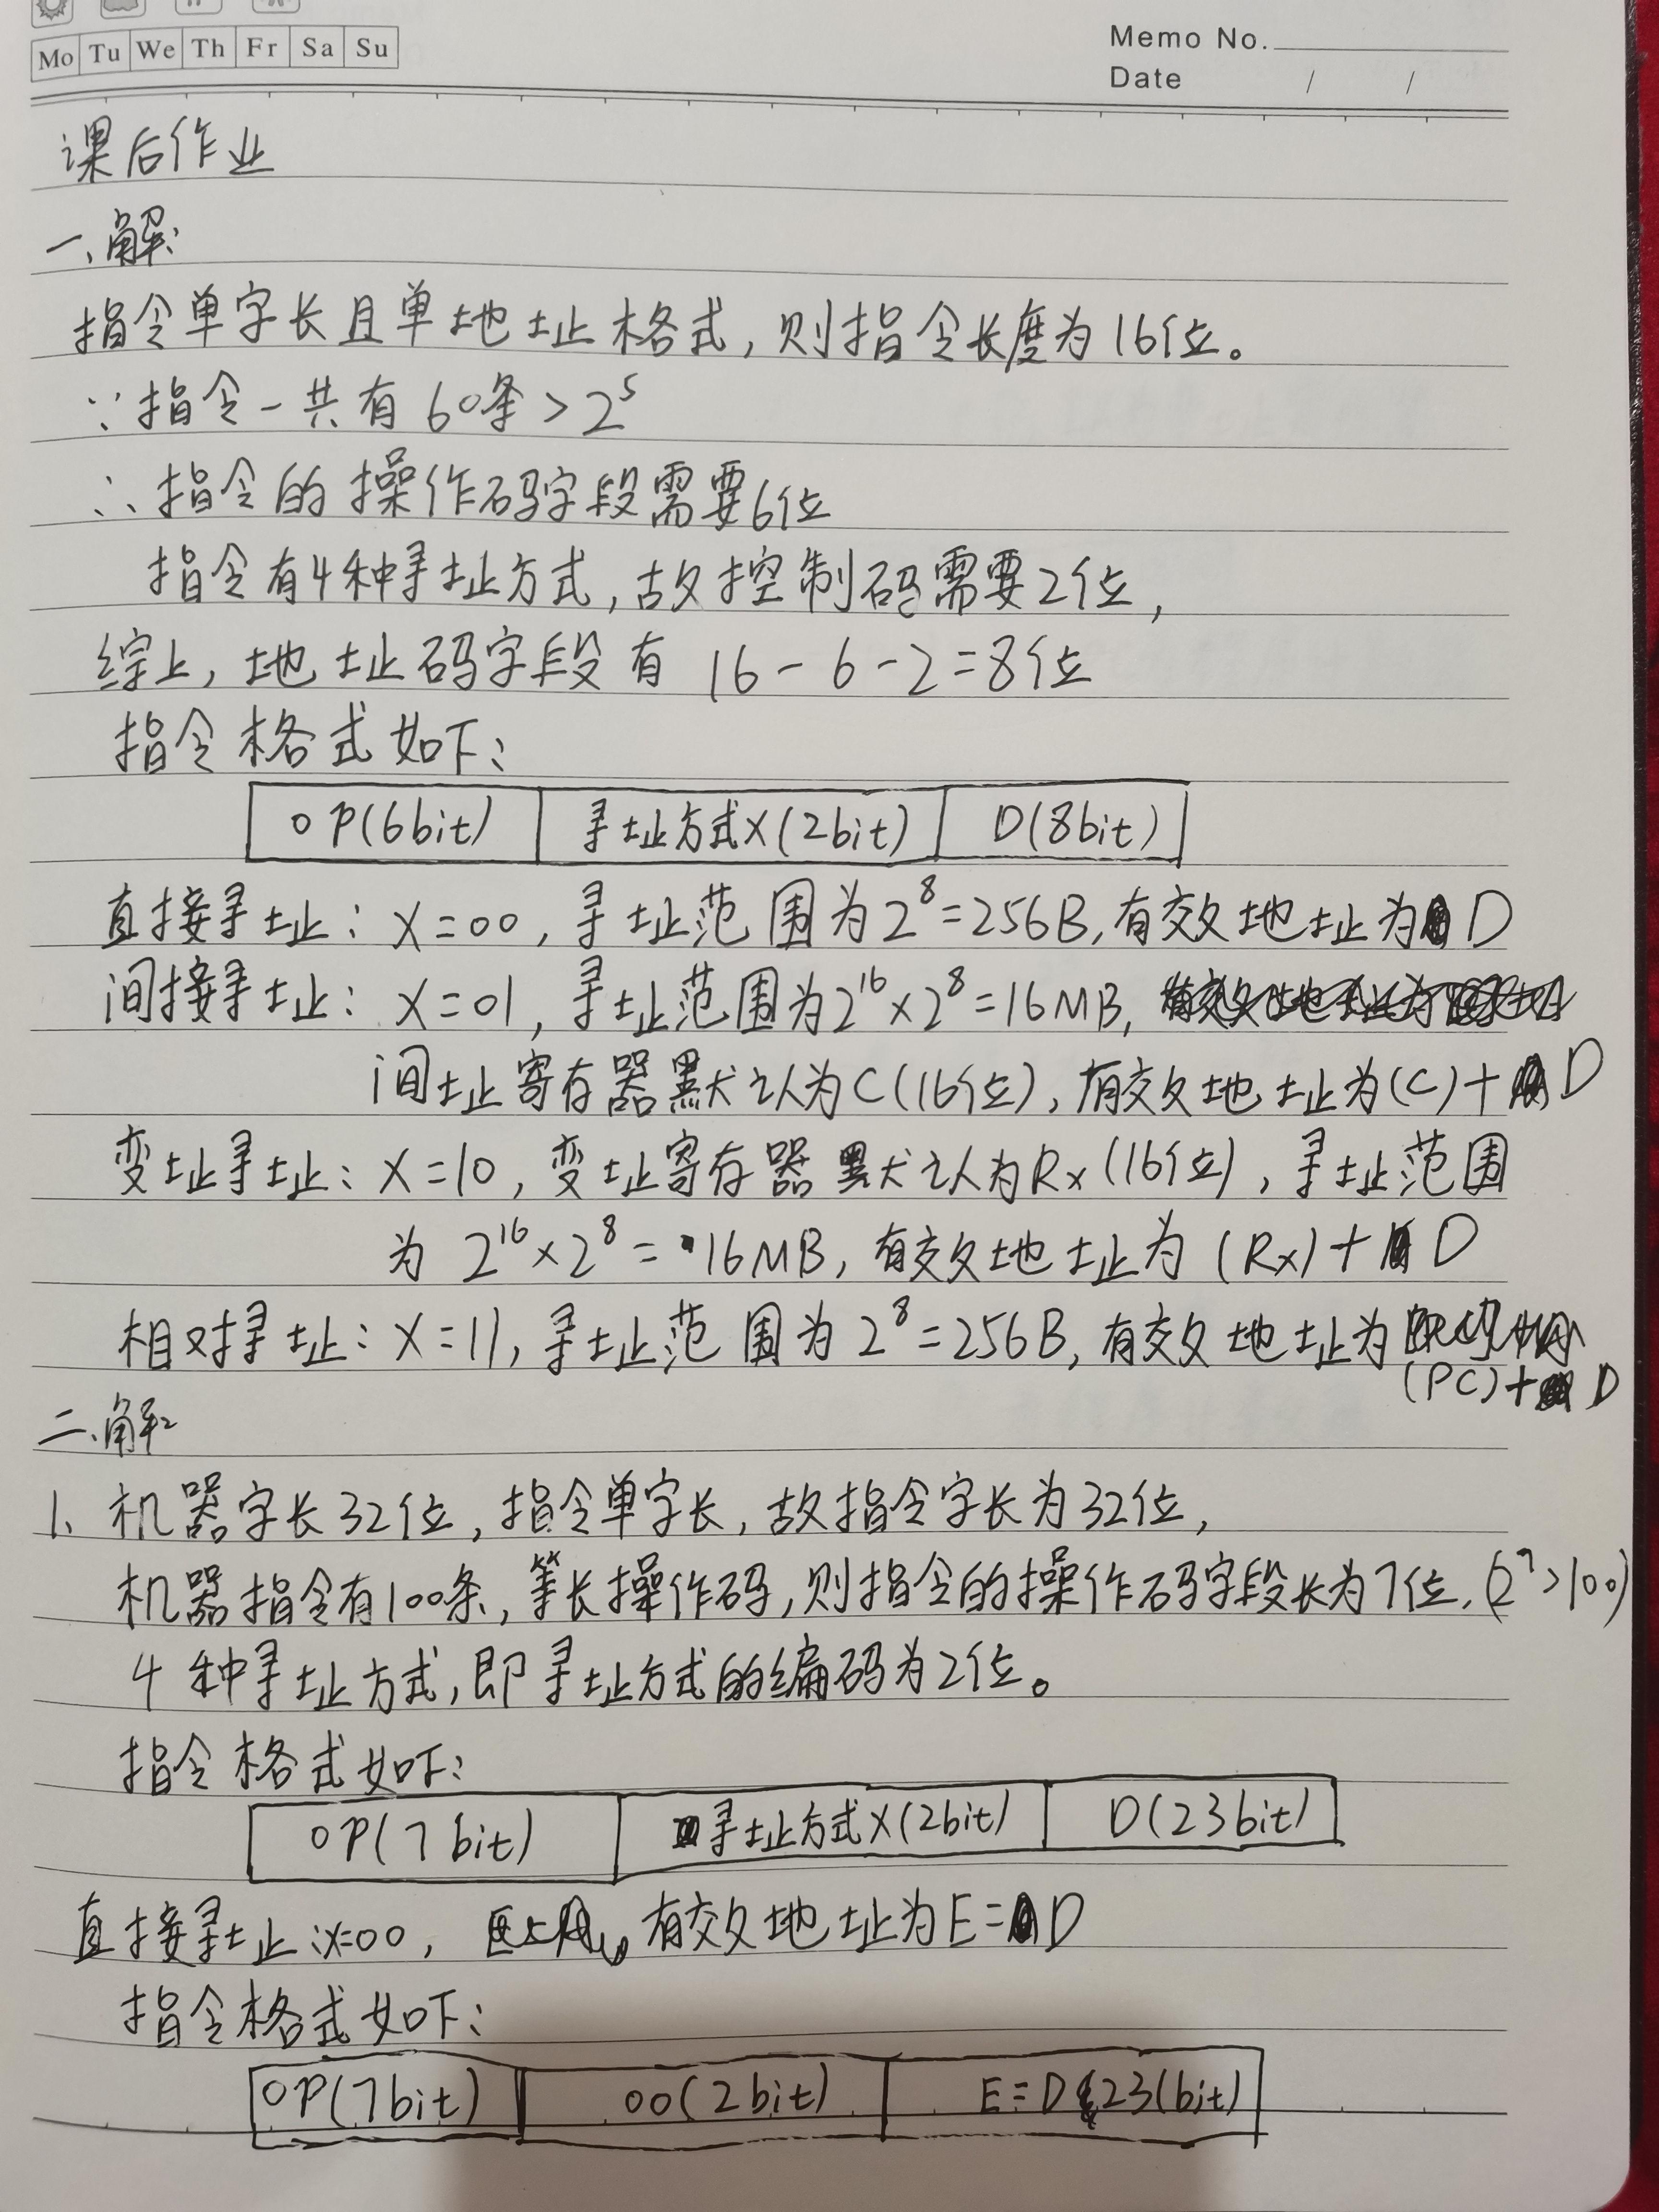 Mo Tu We Th Fr Sa Su
Memo No.
Date / /
课后作业
一、解:
指令单字长且单地址格式,则指令长度为16位。
∵指令一共有60条>2⁵
∴指令的操作码字段需要6位
指令有4种寻址方式,故控制码需要2位,
综上,地址码字段有 16-6-2=8位
指令格式如下:
OP(6bit) 寻址方式X(2bit) D(8bit)
直接寻址: X=00,寻址范围为2⁸=256B,有效地址为D
间接寻址: X=01,寻址范围为2¹⁶×2⁸=16MB,
间址寄存器默认为C(16位),有效地址为(C)+D
变址寻址: X=10,变址寄存器默认为Rx(16位),寻址范围
为 2¹⁶×2⁸=16MB,有效地址为(Rx)+D
相对寻址: X=11,寻址范围为2⁸=256B,有效地址为
(PC)+D
二、解
1、机器字长32位,指令单字长,故指令字长为32位,
机器指令有100条,等长操作码,则指令的操作码字段长为7位.(2⁷>100)
4种寻址方式,即寻址方式的编码为2位。
指令格式如下:
OP(7bit) 寻址方式X(2bit) D(23bit)
直接寻址:X=00, 有效地址为E=D
指令格式如下:
OP(7bit) 00(2bit) E=D 23(bit)